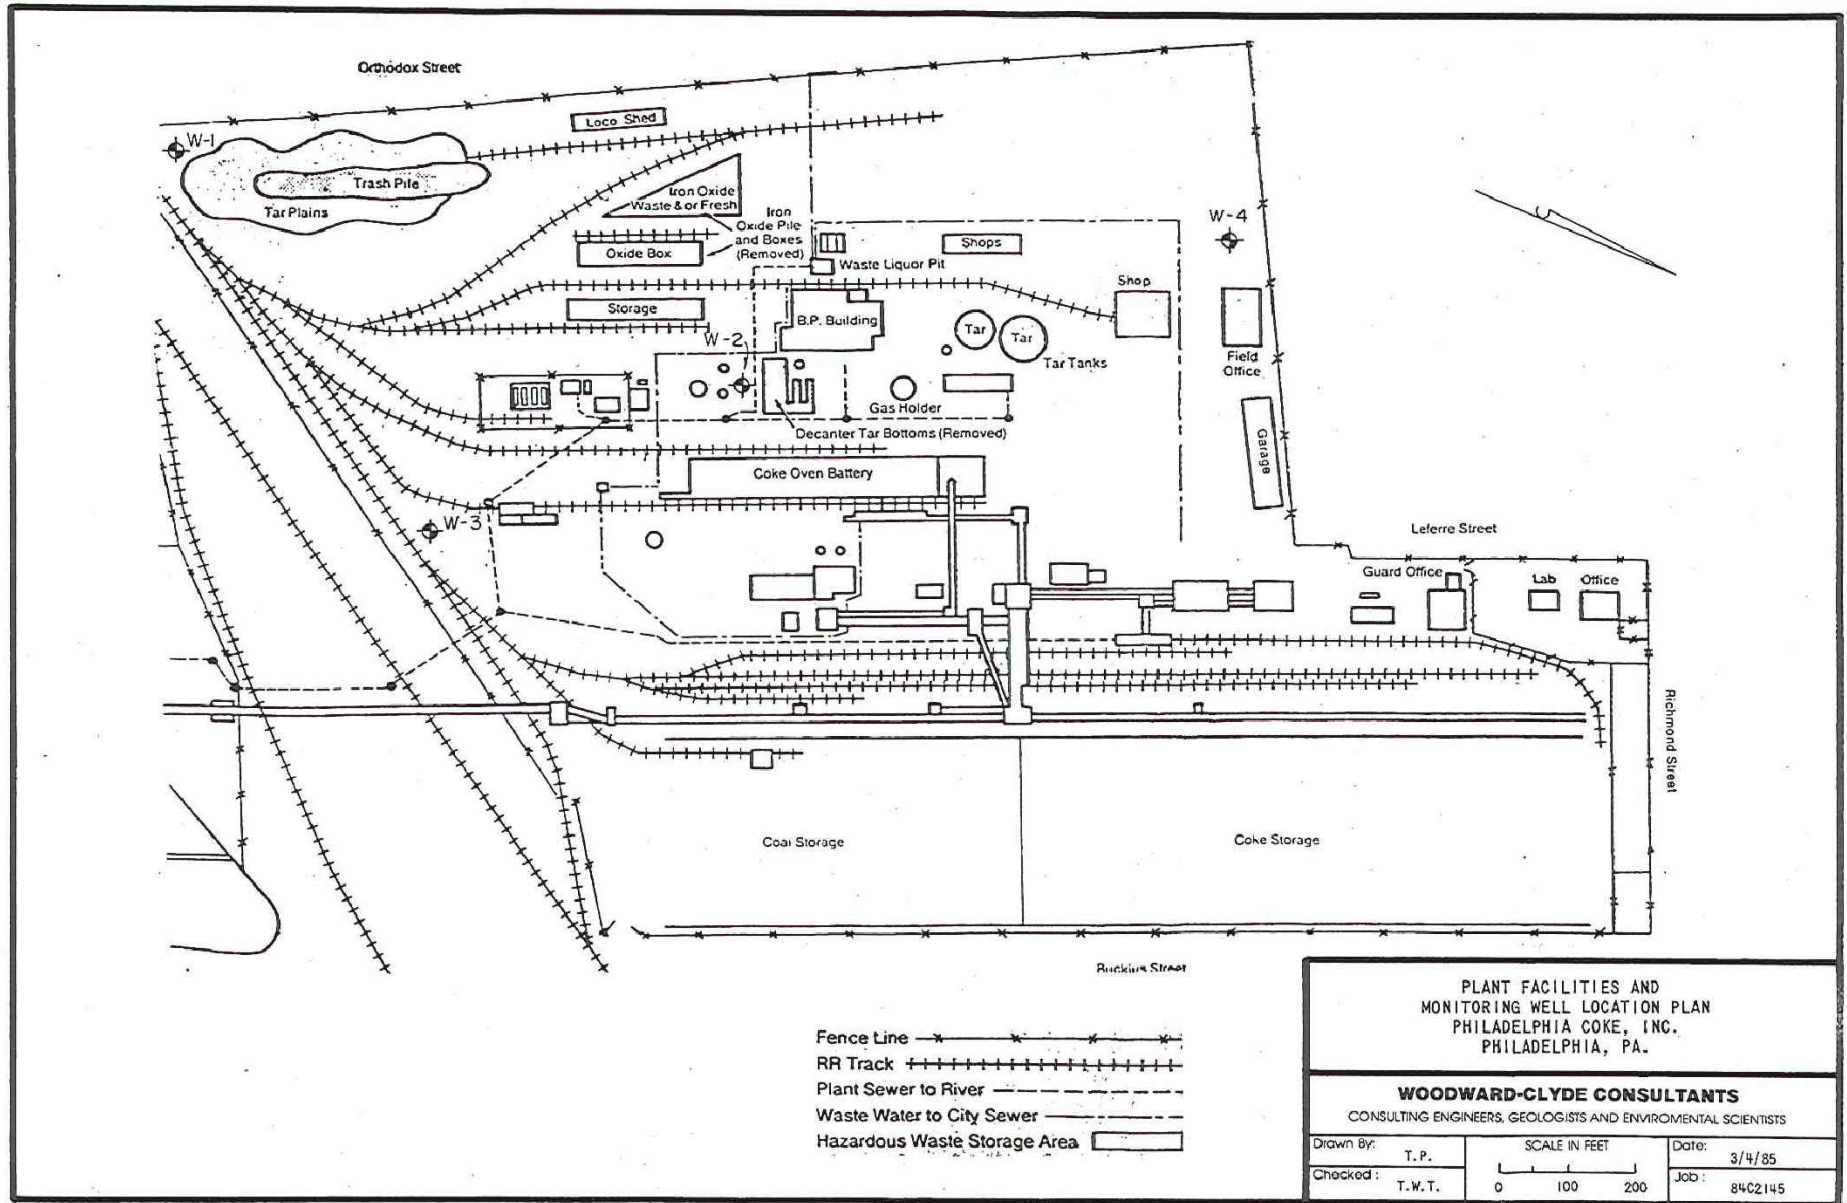 Orthodox Street
Loco Shed
W-1
Trash Pile
Tar Plains
Iron Oxide
Waste & or Fresh
Iron
Oxide Pile
and Boxes
(Removed)
Oxide Box
W-4
Shops
Waste Liquor Pit
Shop
Storage
B.P. Building
Tar
Tar
Tar Tanks
W-2
Field
Office
Gas Holder
Decanter Tar Bottoms (Removed)
Garage
Coke Oven Battery
W-3
Leferre Street
Guard Office
Lab
Office
Richmond Street
Coal Storage
Coke Storage
Buckius Street
Fence Line
RR Track
Plant Sewer to River
Waste Water to City Sewer
Hazardous Waste Storage Area
PLANT FACILITIES AND
MONITORING WELL LOCATION PLAN
PHILADELPHIA COKE, INC.
PHILADELPHIA, PA.
WOODWARD-CLYDE CONSULTANTS
CONSULTING ENGINEERS, GEOLOGISTS AND ENVIROMENTAL SCIENTISTS
Drawn By: T.P.
Checked: T.W.T.
SCALE IN FEET
0 100 200
Date: 3/4/85
Job: 84C2145